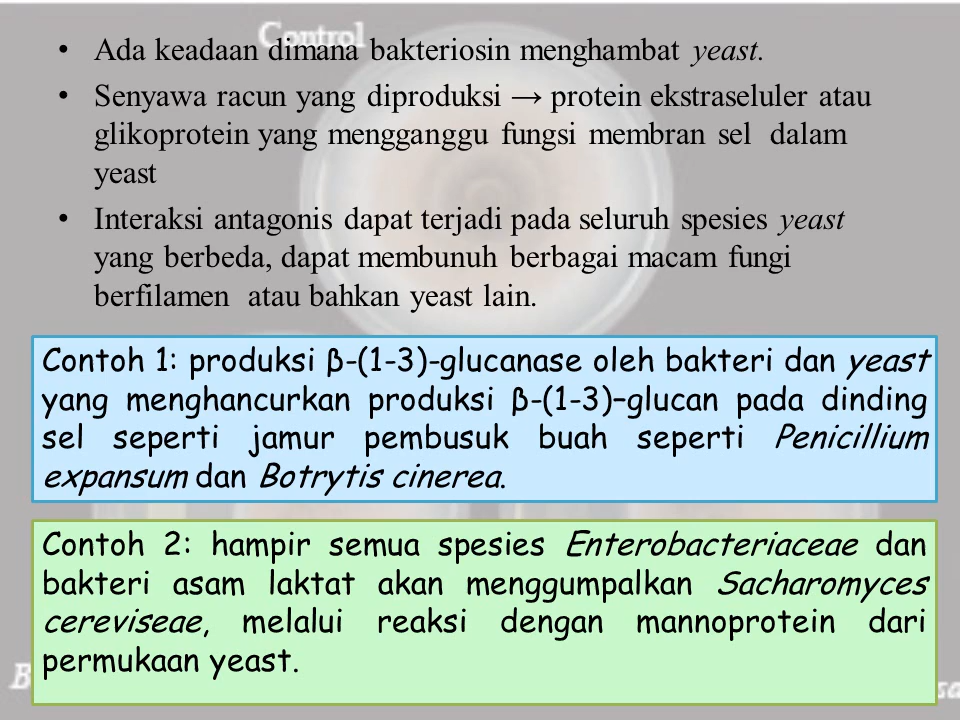 Control
• Ada keadaan dimana bakteriosin menghambat yeast.
• Senyawa racun yang diproduksi → protein ekstraseluler atau
glikoprotein yang mengganggu fungsi membran sel dalam
yeast
• Interaksi antagonis dapat terjadi pada seluruh spesies yeast
yang berbeda, dapat membunuh berbagai macam fungi
berfilamen atau bahkan yeast lain.
Contoh 1: produksi β-(1-3)-glucanase oleh bakteri dan yeast
yang menghancurkan produksi β-(1-3)–glucan pada dinding
sel seperti jamur pembusuk buah seperti Penicillium
expansum dan Botrytis cinerea.
Contoh 2: hampir semua spesies Enterobacteriaceae dan
bakteri asam laktat akan menggumpalkan Sacharomyces
cereviseae, melalui reaksi dengan mannoprotein dari
permukaan yeast.